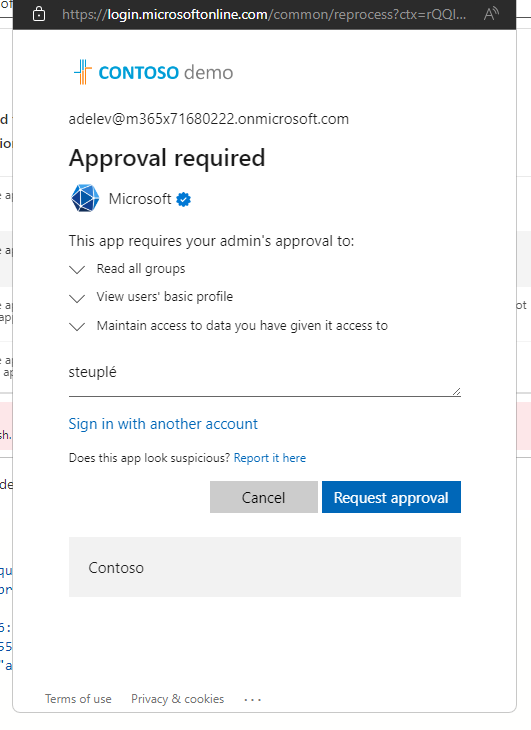 https://login.microsoftonline.com/common/reprocess?ctx=rQQI...
CONTOSO demo
adelev@m365x71680222.onmicrosoft.com
Approval required
Microsoft
This app requires your admin's approval to:
Read all groups
View users' basic profile
Maintain access to data you have given it access to
steuplé
Sign in with another account
Does this app look suspicious? Report it here
Cancel
Request approval
Contoso
Terms of use
Privacy & cookies
...